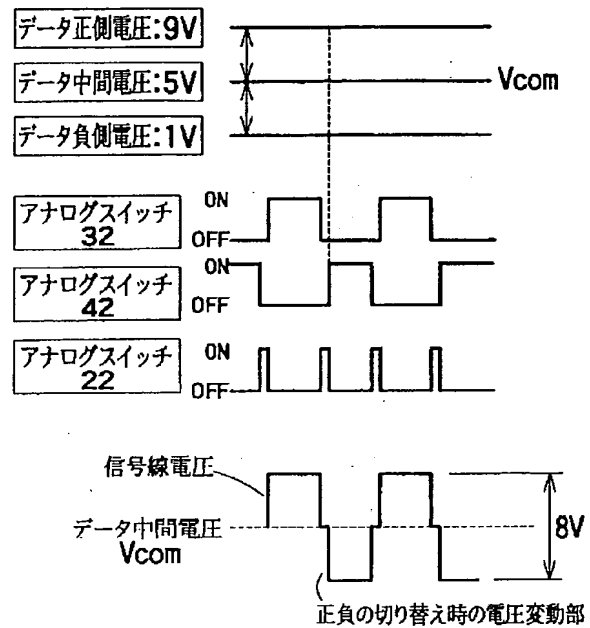 データ正側電圧:9V
データ中間電圧:5V
Vcom
データ負側電圧:1V
アナログスイッチ
32
ON
OFF
アナログスイッチ
42
ON
OFF
アナログスイッチ
22
ON
OFF
信号線電圧
データ中間電圧
Vcom
8V
正負の切り替え時の電圧変動部